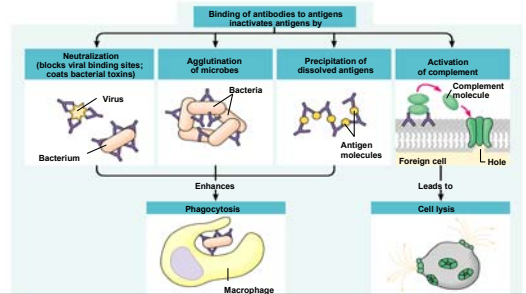 Binding of antibodies to antigens
inactivates antigens by
Neutralization
(blocks viral binding sites;
coats bacterial toxins)
Agglutination
of microbes
Precipitation of
dissolved antigens
Activation
of complement
Virus
Bacterium
Bacteria
Antigen
molecules
Complement
molecule
Foreign cell
Hole
Enhances
Leads to
Phagocytosis
Cell lysis
Macrophage